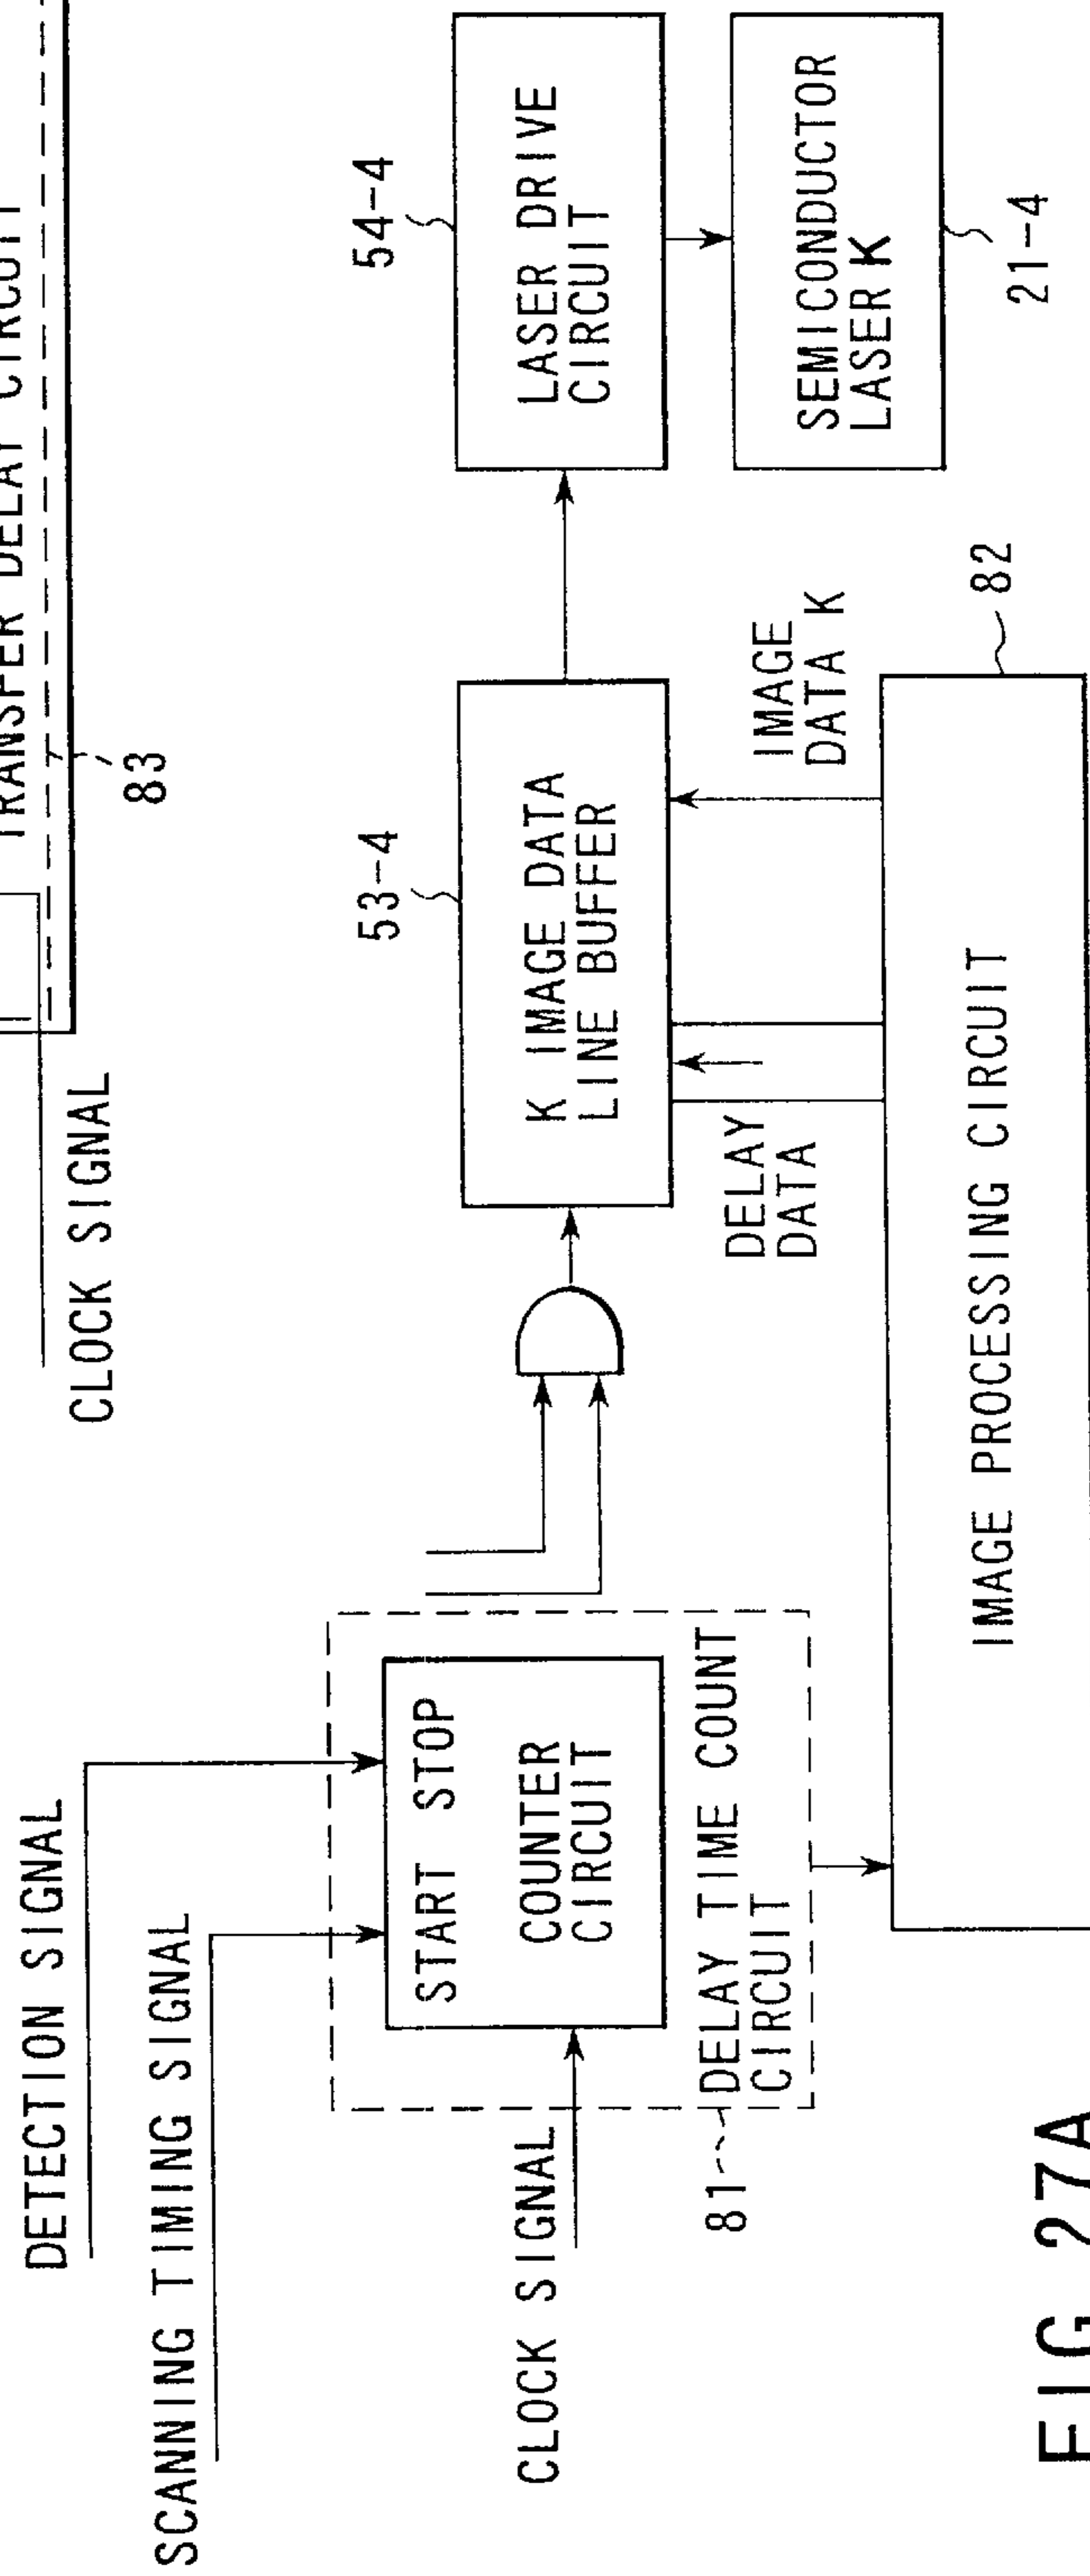 TRANSFER DELAY CIRCUIT
83
CLOCK SIGNAL
DETECTION SIGNAL
SCANNING TIMING SIGNAL
CLOCK SIGNAL
START STOP
COUNTER
CIRCUIT
81
DELAY TIME COUNT
CIRCUIT
53-4
K IMAGE DATA
LINE BUFFER
54-4
LASER DRIVE
CIRCUIT
SEMICONDUCTOR
LASER K
21-4
DELAY
DATA
IMAGE
DATA K
82
IMAGE PROCESSING CIRCUIT
FIG. 27A